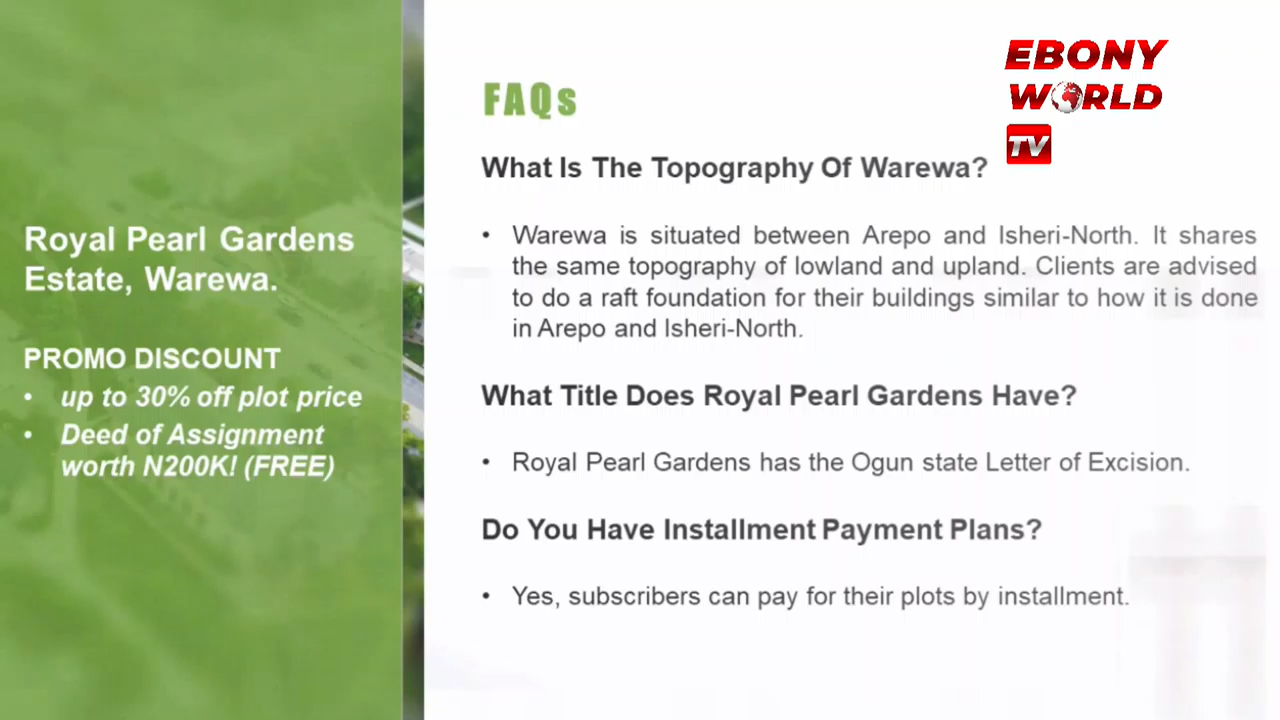 Royal Pearl Gardens
Estate, Warewa.
PROMO DISCOUNT
• up to 30% off plot price
• Deed of Assignment
worth N200K! (FREE)
EBONY
WORLD
TV
FAQs
What Is The Topography Of Warewa?
• Warewa is situated between Arepo and Isheri-North. It shares
the same topography of lowland and upland. Clients are advised
to do a raft foundation for their buildings similar to how it is done
in Arepo and Isheri-North.
What Title Does Royal Pearl Gardens Have?
• Royal Pearl Gardens has the Ogun state Letter of Excision.
Do You Have Installment Payment Plans?
• Yes, subscribers can pay for their plots by installment.